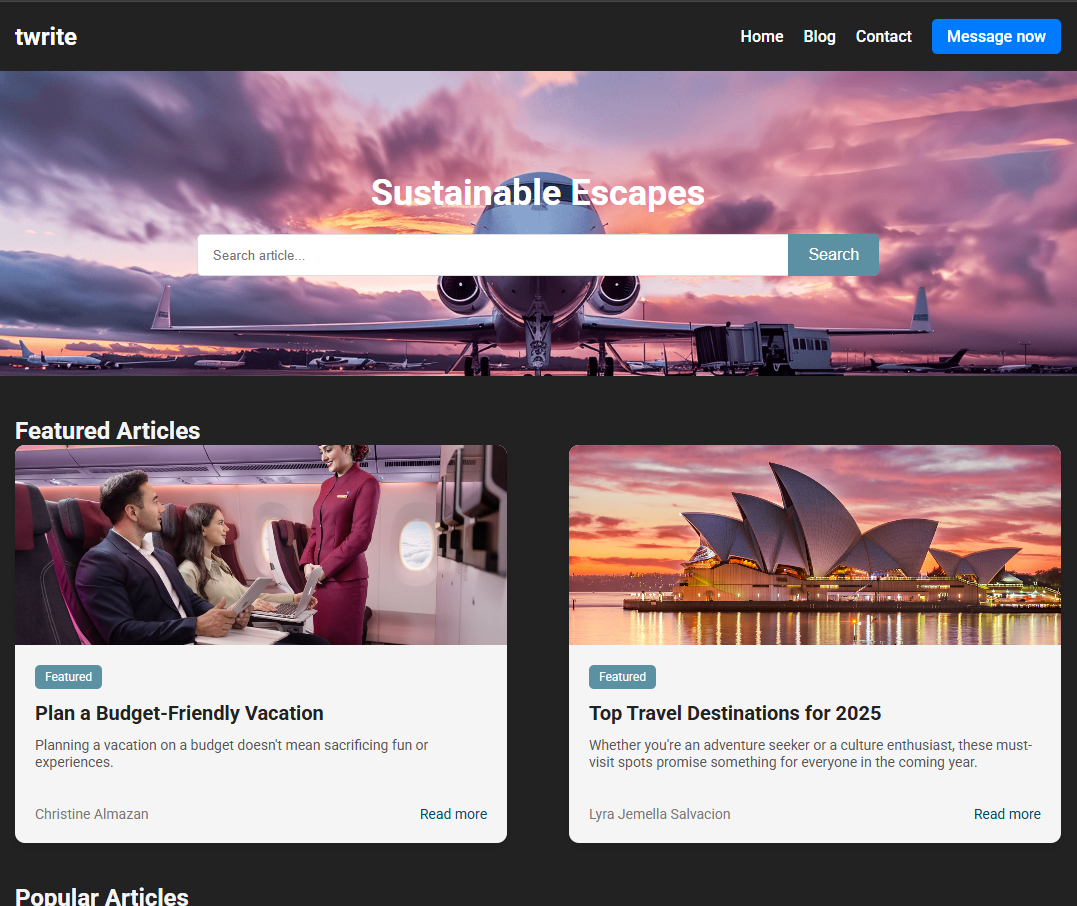 twrite
Home Blog Contact Message now
Sustainable Escapes
Search article... Search
Featured Articles
Featured
Plan a Budget-Friendly Vacation
Planning a vacation on a budget doesn't mean sacrificing fun or
experiences.
Christine Almazan Read more
Featured
Top Travel Destinations for 2025
Whether you're an adventure seeker or a culture enthusiast, these must-
visit spots promise something for everyone in the coming year.
Lyra Jemella Salvacion Read more
Popular Articles